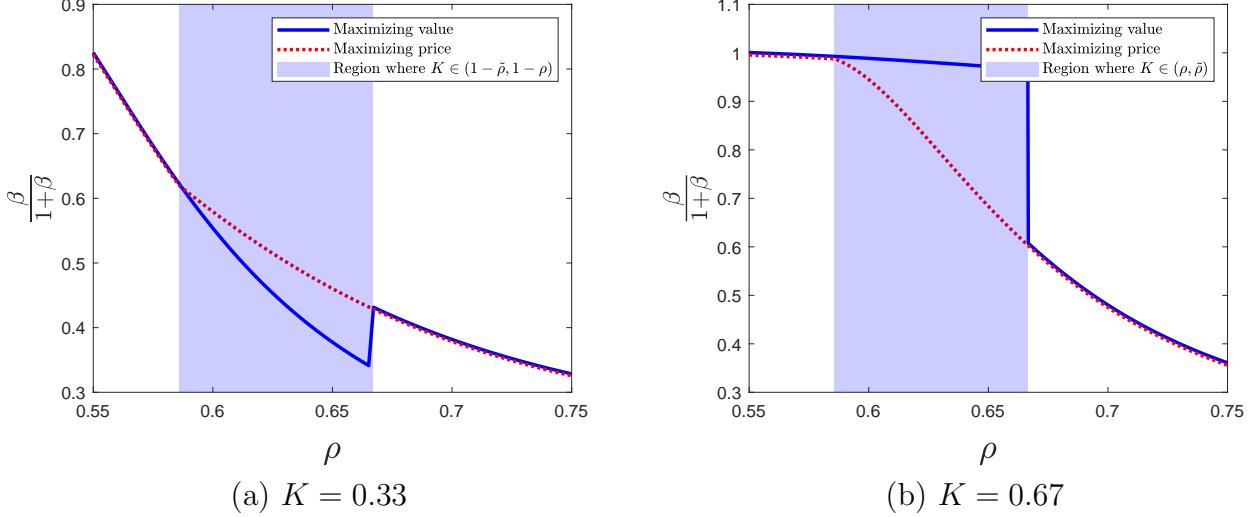 0.9
0.8
0.7
0.6
0.5
0.4
0.3
β
1+β
Maximizing value
Maximizing price
Region where K ∈ (1 − ρ̃, 1 − ρ)
0.55
0.6
0.65
0.7
0.75
ρ
(a) K = 0.33
1.1
1
0.9
0.8
0.7
0.6
0.5
0.4
0.3
β
1+β
Maximizing value
Maximizing price
Region where K ∈ (ρ, ρ̃)
0.55
0.6
0.65
0.7
0.75
ρ
(b) K = 0.67